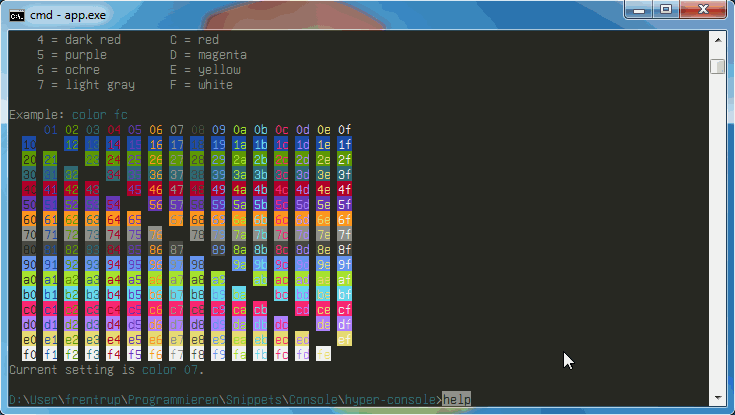 cmd - app.exe
4 = dark red C = red
5 = purple D = magenta
6 = ochre E = yellow
7 = light gray F = white
Example: color fc
01 02 03 04 05 06 07 08 09 0a 0b 0c 0d 0e 0f
10 12 13 14 15 16 17 18 19 1a 1b 1c 1d 1e 1f
20 21 23 24 25 26 27 28 29 2a 2b 2c 2d 2e 2f
30 31 32 34 35 36 37 38 39 3a 3b 3c 3d 3e 3f
40 41 42 43 45 46 47 48 49 4a 4b 4c 4d 4e 4f
50 51 52 53 54 56 57 58 59 5a 5b 5c 5d 5e 5f
60 61 62 63 64 65 67 68 69 6a 6b 6c 6d 6e 6f
70 71 72 73 74 75 76 78 79 7a 7b 7c 7d 7e 7f
80 81 82 83 84 85 86 87 89 8a 8b 8c 8d 8e 8f
90 91 92 93 94 95 96 97 98 9a 9b 9c 9d 9e 9f
a0 a1 a2 a3 a4 a5 a6 a7 a8 a9 ab ac ad ae af
b0 b1 b2 b3 b4 b5 b6 b7 b8 b9 ba bc bd be bf
c0 c1 c2 c3 c4 c5 c6 c7 c8 c9 ca cb cd ce cf
d0 d1 d2 d3 d4 d5 d6 d7 d8 d9 da db dc de df
e0 e1 e2 e3 e4 e5 e6 e7 e8 e9 ea eb ec ed ef
f0 f1 f2 f3 f4 f5 f6 f7 f8 f9 fa fb fc fd fe
Current setting is color 07.
D:\User\frentrup\Programmieren\Snippets\Console\hyper-console>help